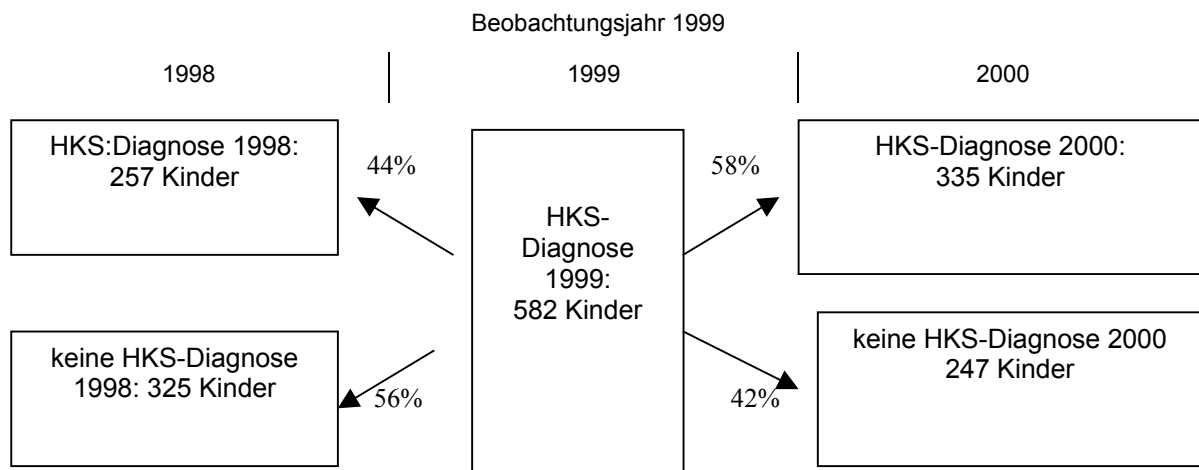 Beobachtungsjahr 1999
1998
1999
2000
HKS:Diagnose 1998:
257 Kinder
44%
58%
HKS-Diagnose 2000:
335 Kinder
HKS-
Diagnose
1999:
582 Kinder
keine HKS-Diagnose
1998: 325 Kinder
56%
42%
keine HKS-Diagnose 2000
247 Kinder